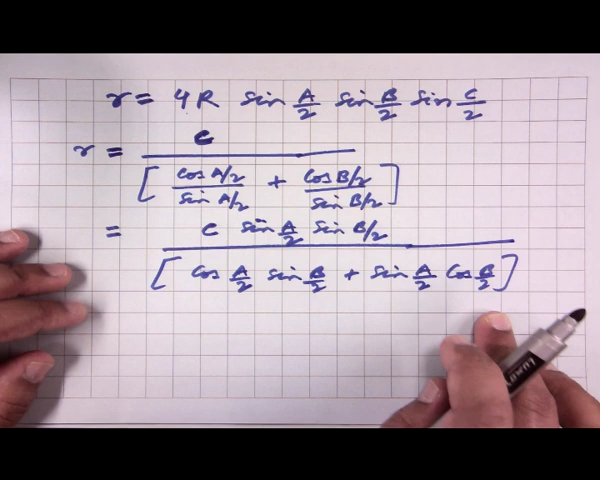 r = 4R sin A/2 sin B/2 sin C/2
r = c / [ cos A/2 / sin A/2 + cos B/2 / sin B/2 ]
= c sin A/2 sin B/2 / [ cos A/2 sin B/2 + sin A/2 cos B/2 ]